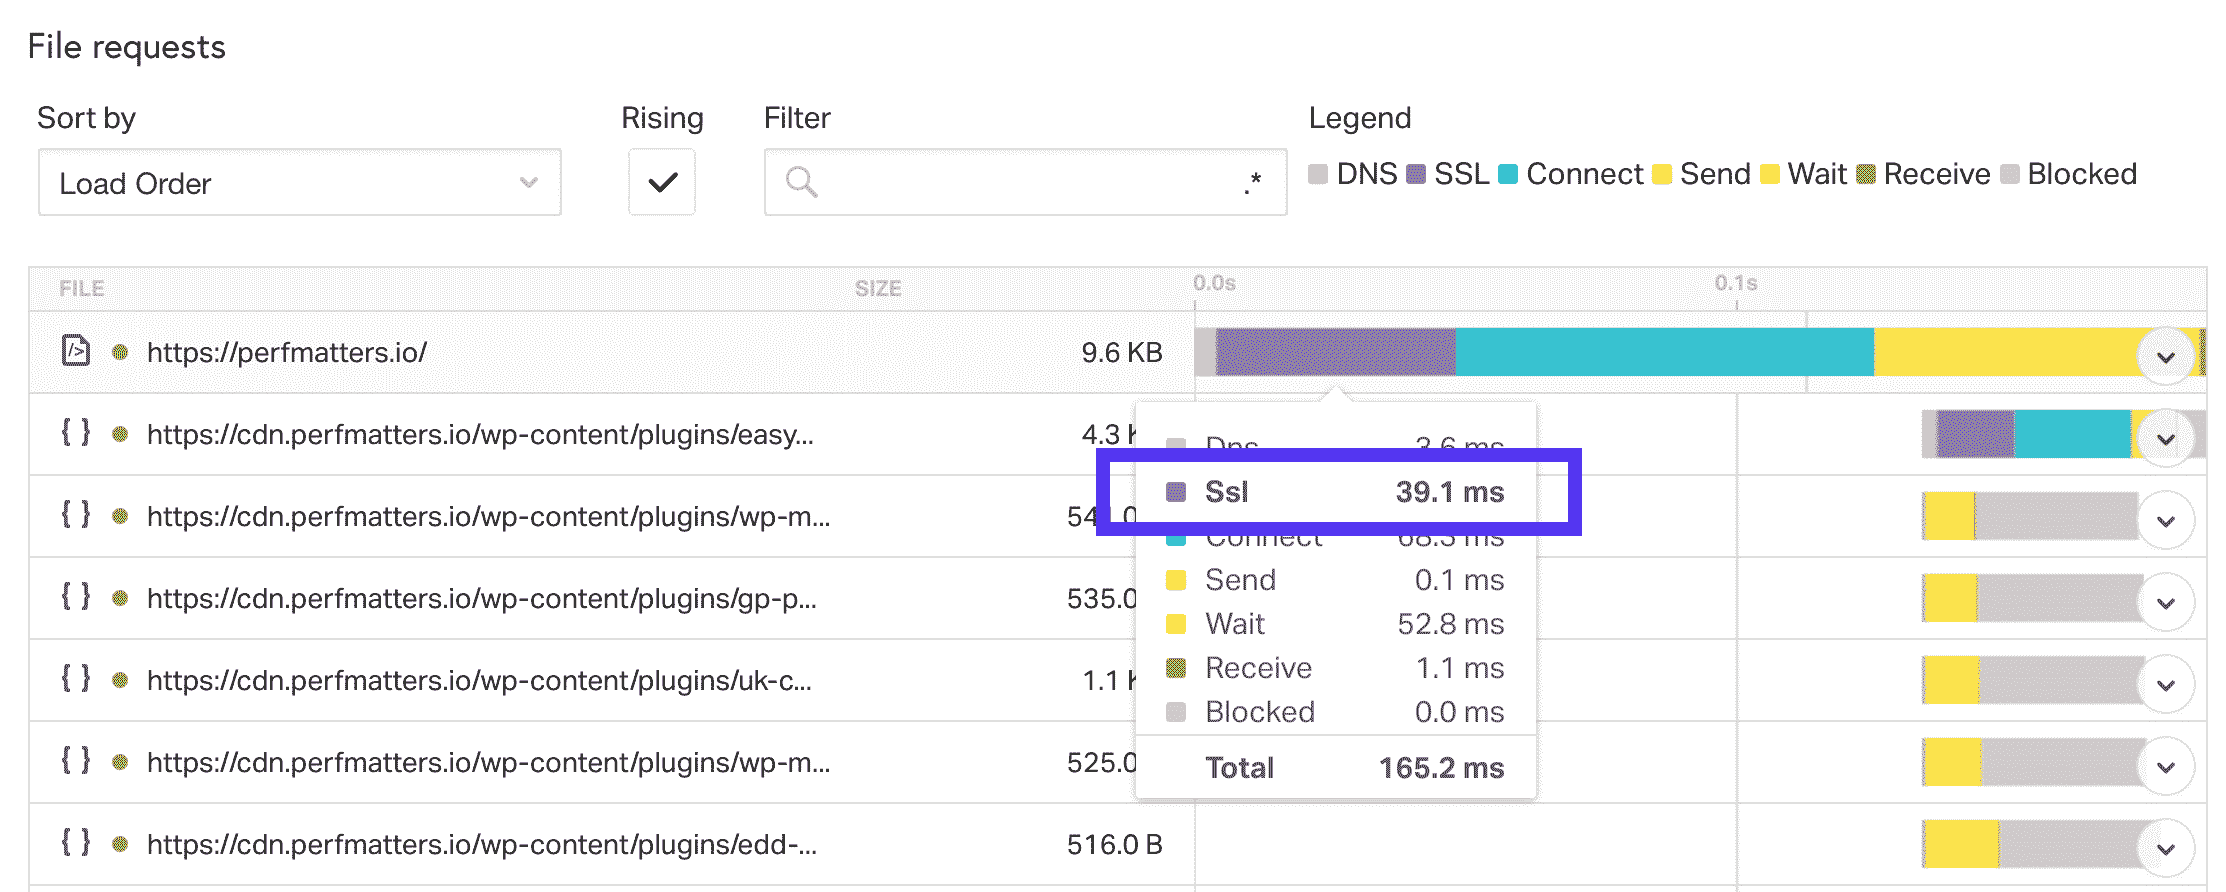 File requests
Sort by Rising Filter Legend
Load Order .* DNS SSL Connect Send Wait Receive Blocked
FILE SIZE 0.0s 0.1s
https://perfmatters.io/ 9.6 KB
https://cdn.perfmatters.io/wp-content/plugins/easy... 4.3
Dns 3.6 ms
Ssl 39.1 ms
https://cdn.perfmatters.io/wp-content/plugins/wp-m...
Connect 68.3 ms
Send 0.1 ms
https://cdn.perfmatters.io/wp-content/plugins/gp-p... 535.0
Wait 52.8 ms
Receive 1.1 ms
https://cdn.perfmatters.io/wp-content/plugins/uk-c... 1.1
Blocked 0.0 ms
https://cdn.perfmatters.io/wp-content/plugins/wp-m... 525.0
Total 165.2 ms
https://cdn.perfmatters.io/wp-content/plugins/edd-... 516.0 B